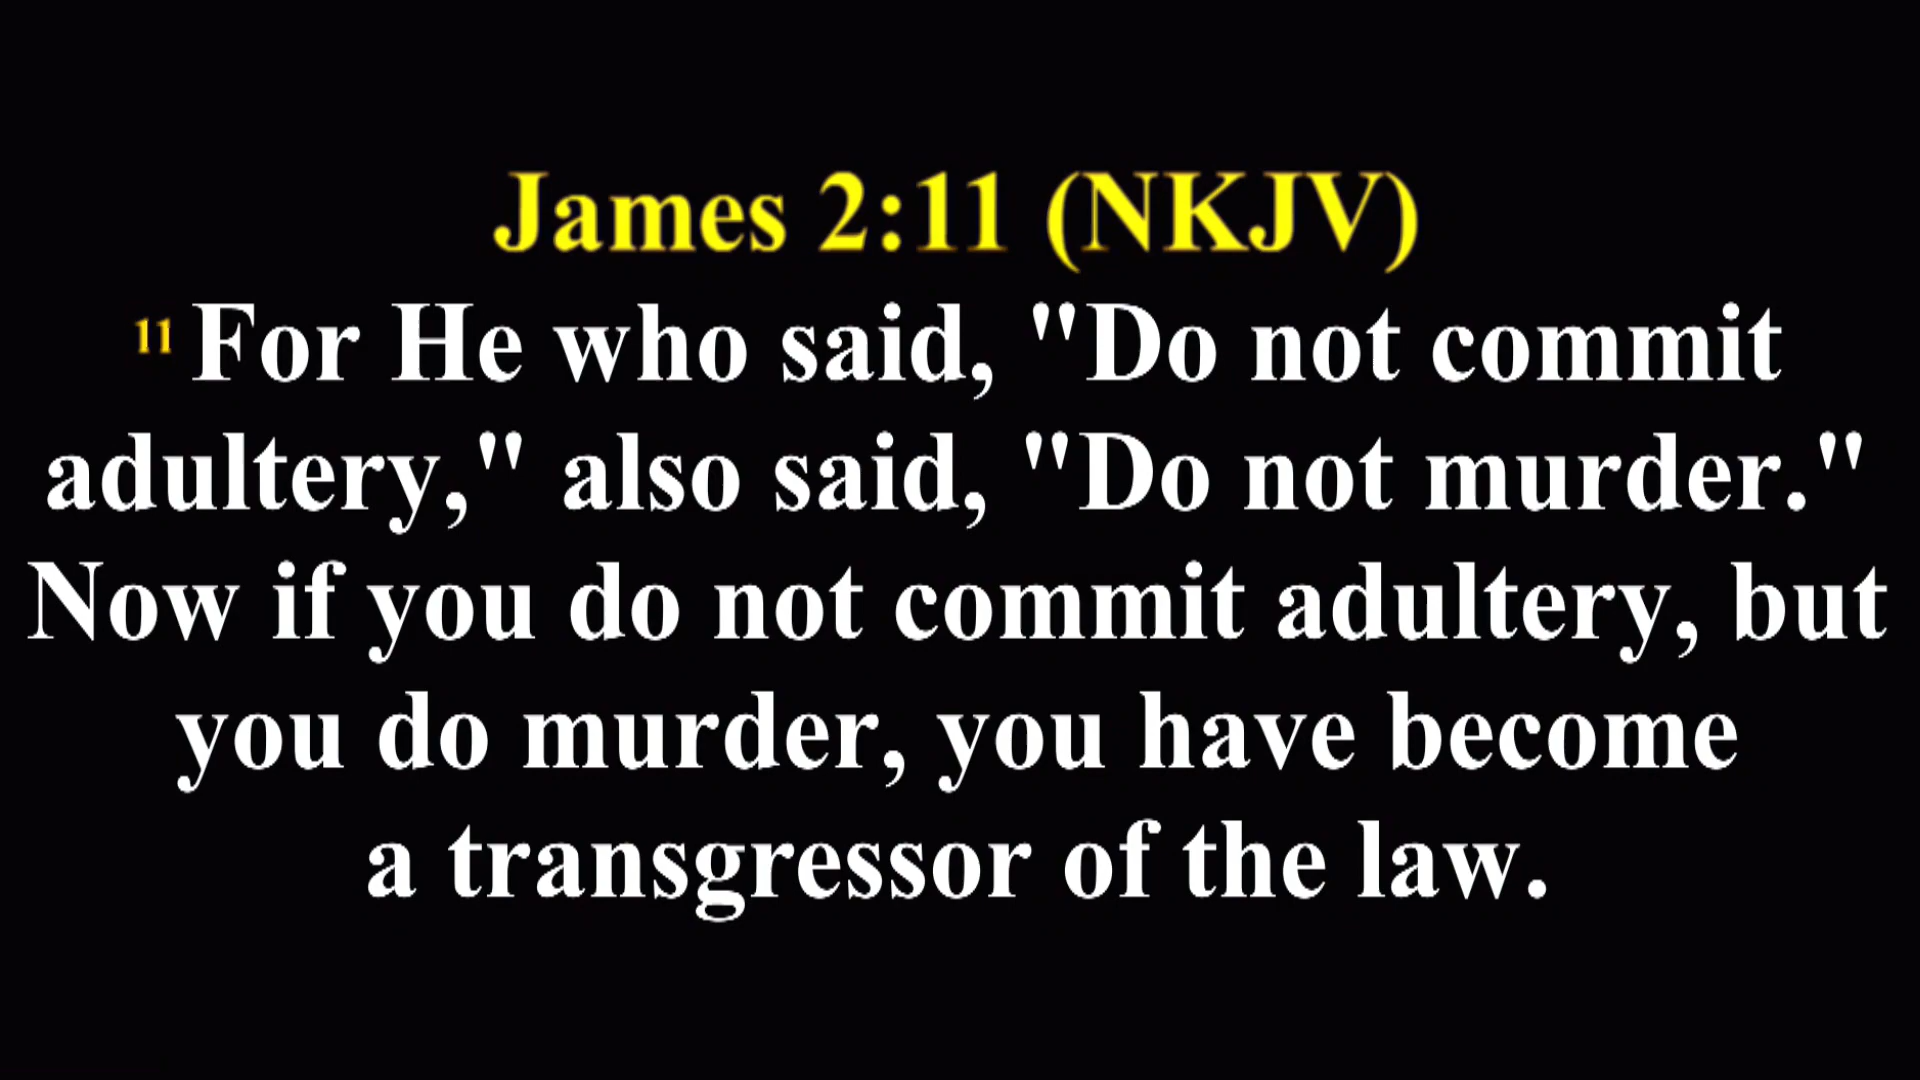 James 2:11 (NKJV)
11 For He who said, "Do not commit
adultery," also said, "Do not murder."
Now if you do not commit adultery, but
you do murder, you have become
a transgressor of the law.